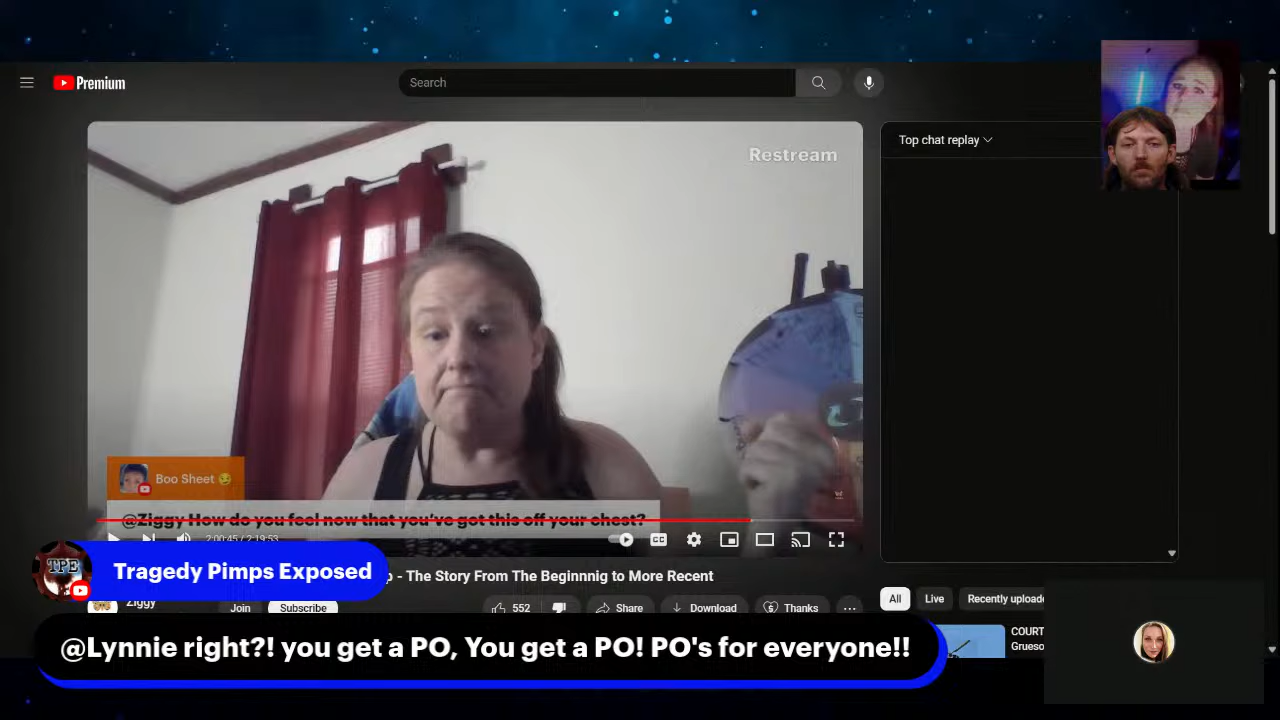 Premium
Search
Restream
Top chat replay
Boo Sheet
@Ziggy How do you feel now that you've got this off your chest?
2:00:45 / 2:19:53
CC
TPE
Tragedy Pimps Exposed
p - The Story From The Beginnnig to More Recent
Ziggy
Join
Subscribe
552
Share
Download
Thanks
All
Live
Recently uploade
COURT
Grueso
@Lynnie right?! you get a PO, You get a PO! PO's for everyone!!